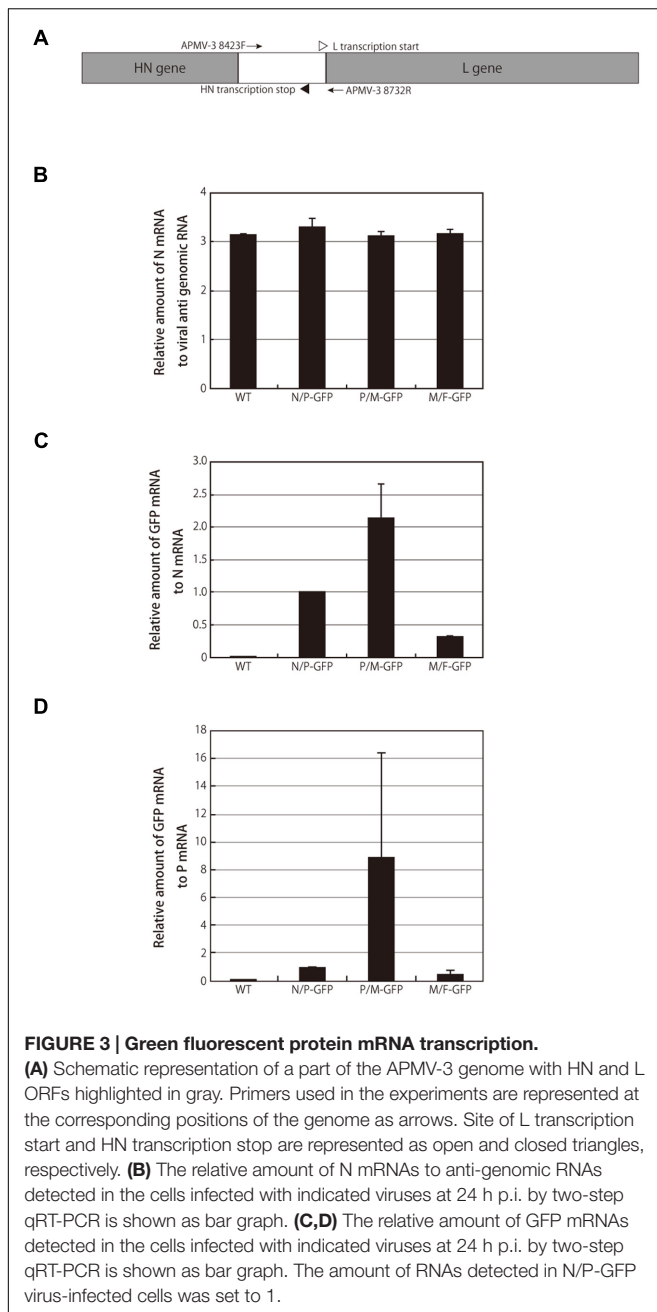 A
APMV-3 8423F→ ▷ L transcription start
HN gene L gene
HN transcription stop ◀ ←APMV-3 8732R
B
Relative amount of N mRNA
to viral anti genomic RNA
4
3
2
1
0
WT N/P-GFP P/M-GFP M/F-GFP
C
Relative amount of GFP mRNA
to N mRNA
3.0
2.5
2.0
1.5
1.0
0.5
0
WT N/P-GFP P/M-GFP M/F-GFP
D
Relative amount of GFP mRNA
to P mRNA
18
16
14
12
10
8
6
4
2
0
WT N/P-GFP P/M-GFP M/F-GFP
FIGURE 3 | Green fluorescent protein mRNA transcription.
(A) Schematic representation of a part of the APMV-3 genome with HN and L
ORFs highlighted in gray. Primers used in the experiments are represented at
the corresponding positions of the genome as arrows. Site of L transcription
start and HN transcription stop are represented as open and closed triangles,
respectively. (B) The relative amount of N mRNAs to anti-genomic RNAs
detected in the cells infected with indicated viruses at 24 h p.i. by two-step
qRT-PCR is shown as bar graph. (C,D) The relative amount of GFP mRNAs
detected in the cells infected with indicated viruses at 24 h p.i. by two-step
qRT-PCR is shown as bar graph. The amount of RNAs detected in N/P-GFP
virus-infected cells was set to 1.